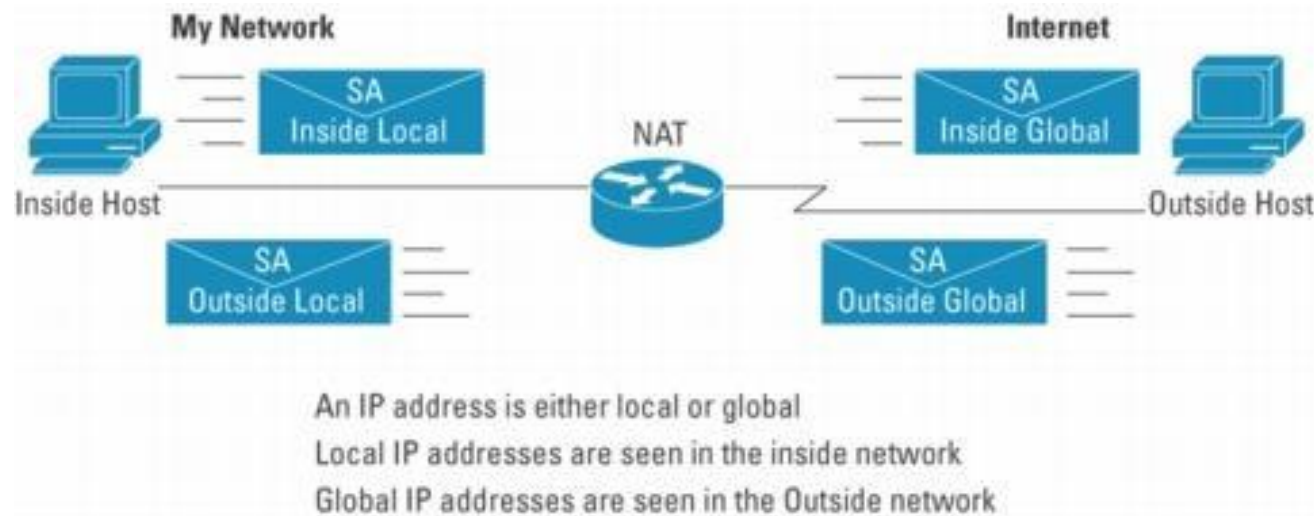 My Network
Internet
SA
Inside Local
NAT
SA
Inside Global
Inside Host
Outside Host
SA
Outside Local
SA
Outside Global
An IP address is either local or global
Local IP addresses are seen in the inside network
Global IP addresses are seen in the Outside network